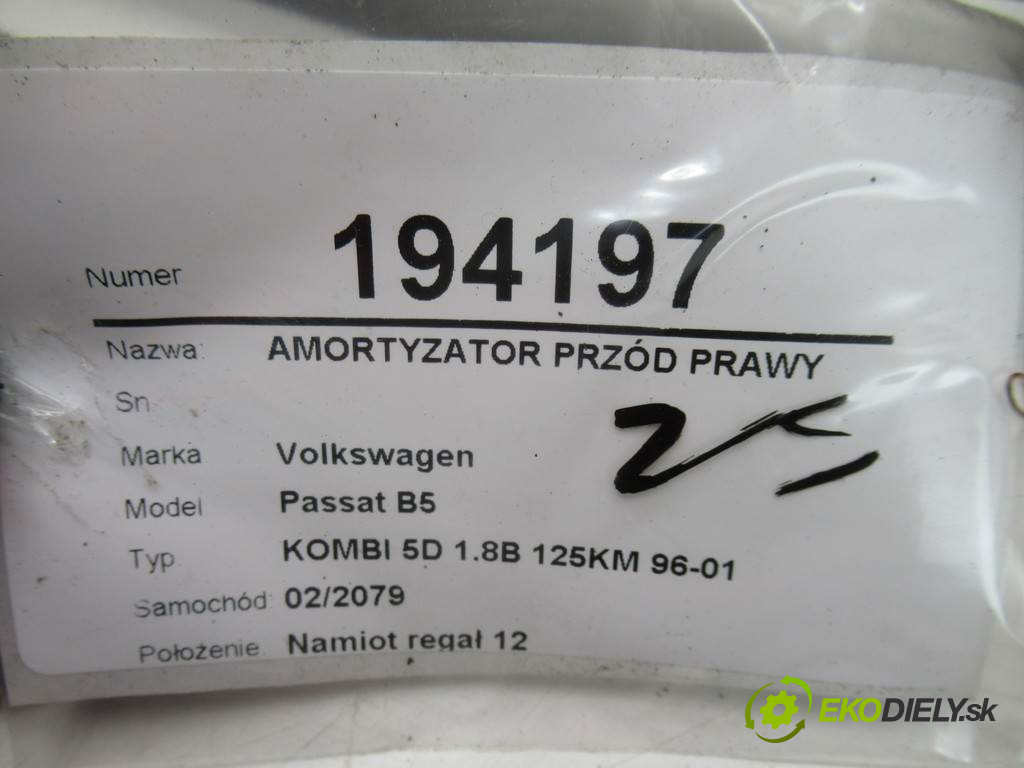 Numer 194197
Nazwa: AMORTYZATOR PRZÓD PRAWY
Sn
Marka Volkswagen
Model Passat B5
Typ KOMBI 5D 1.8B 125KM 96-01
Samochód: 02/2079
Położenie Namiot regał 12
EKODIELY.sk